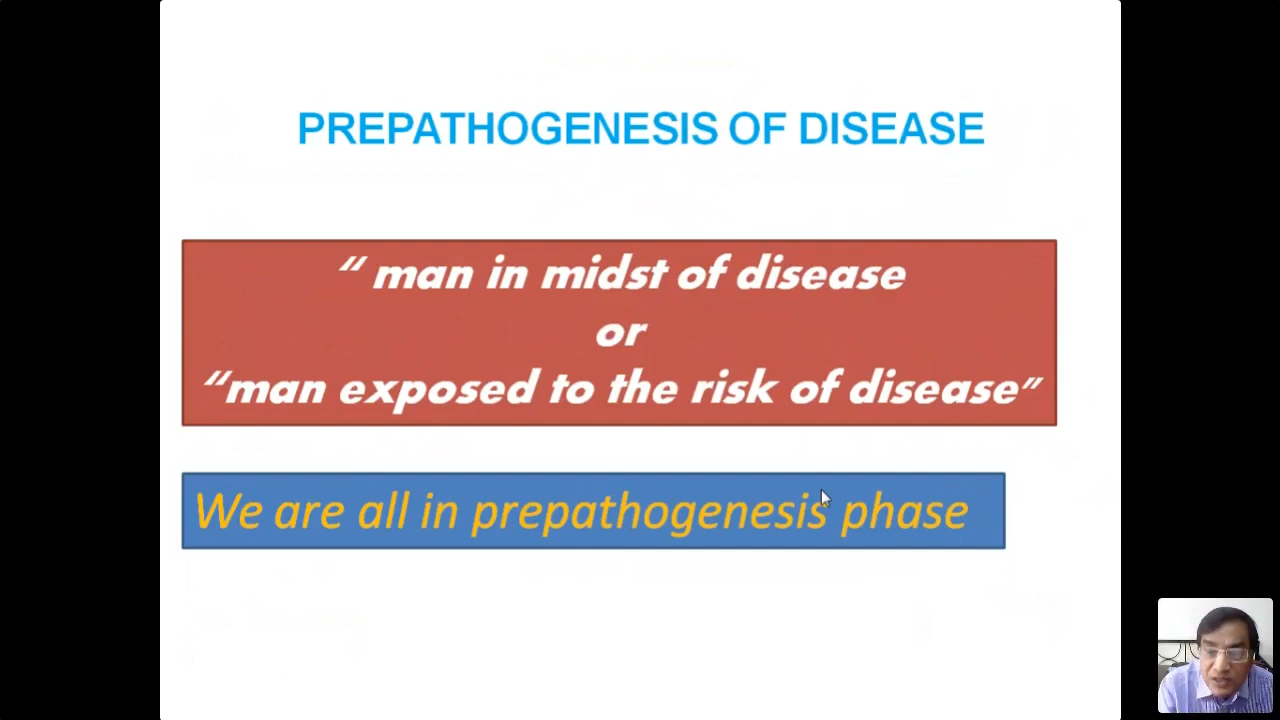 PREPATHOGENESIS OF DISEASE
“ man in midst of disease
or
“man exposed to the risk of disease”
We are all in prepathogenesis phase